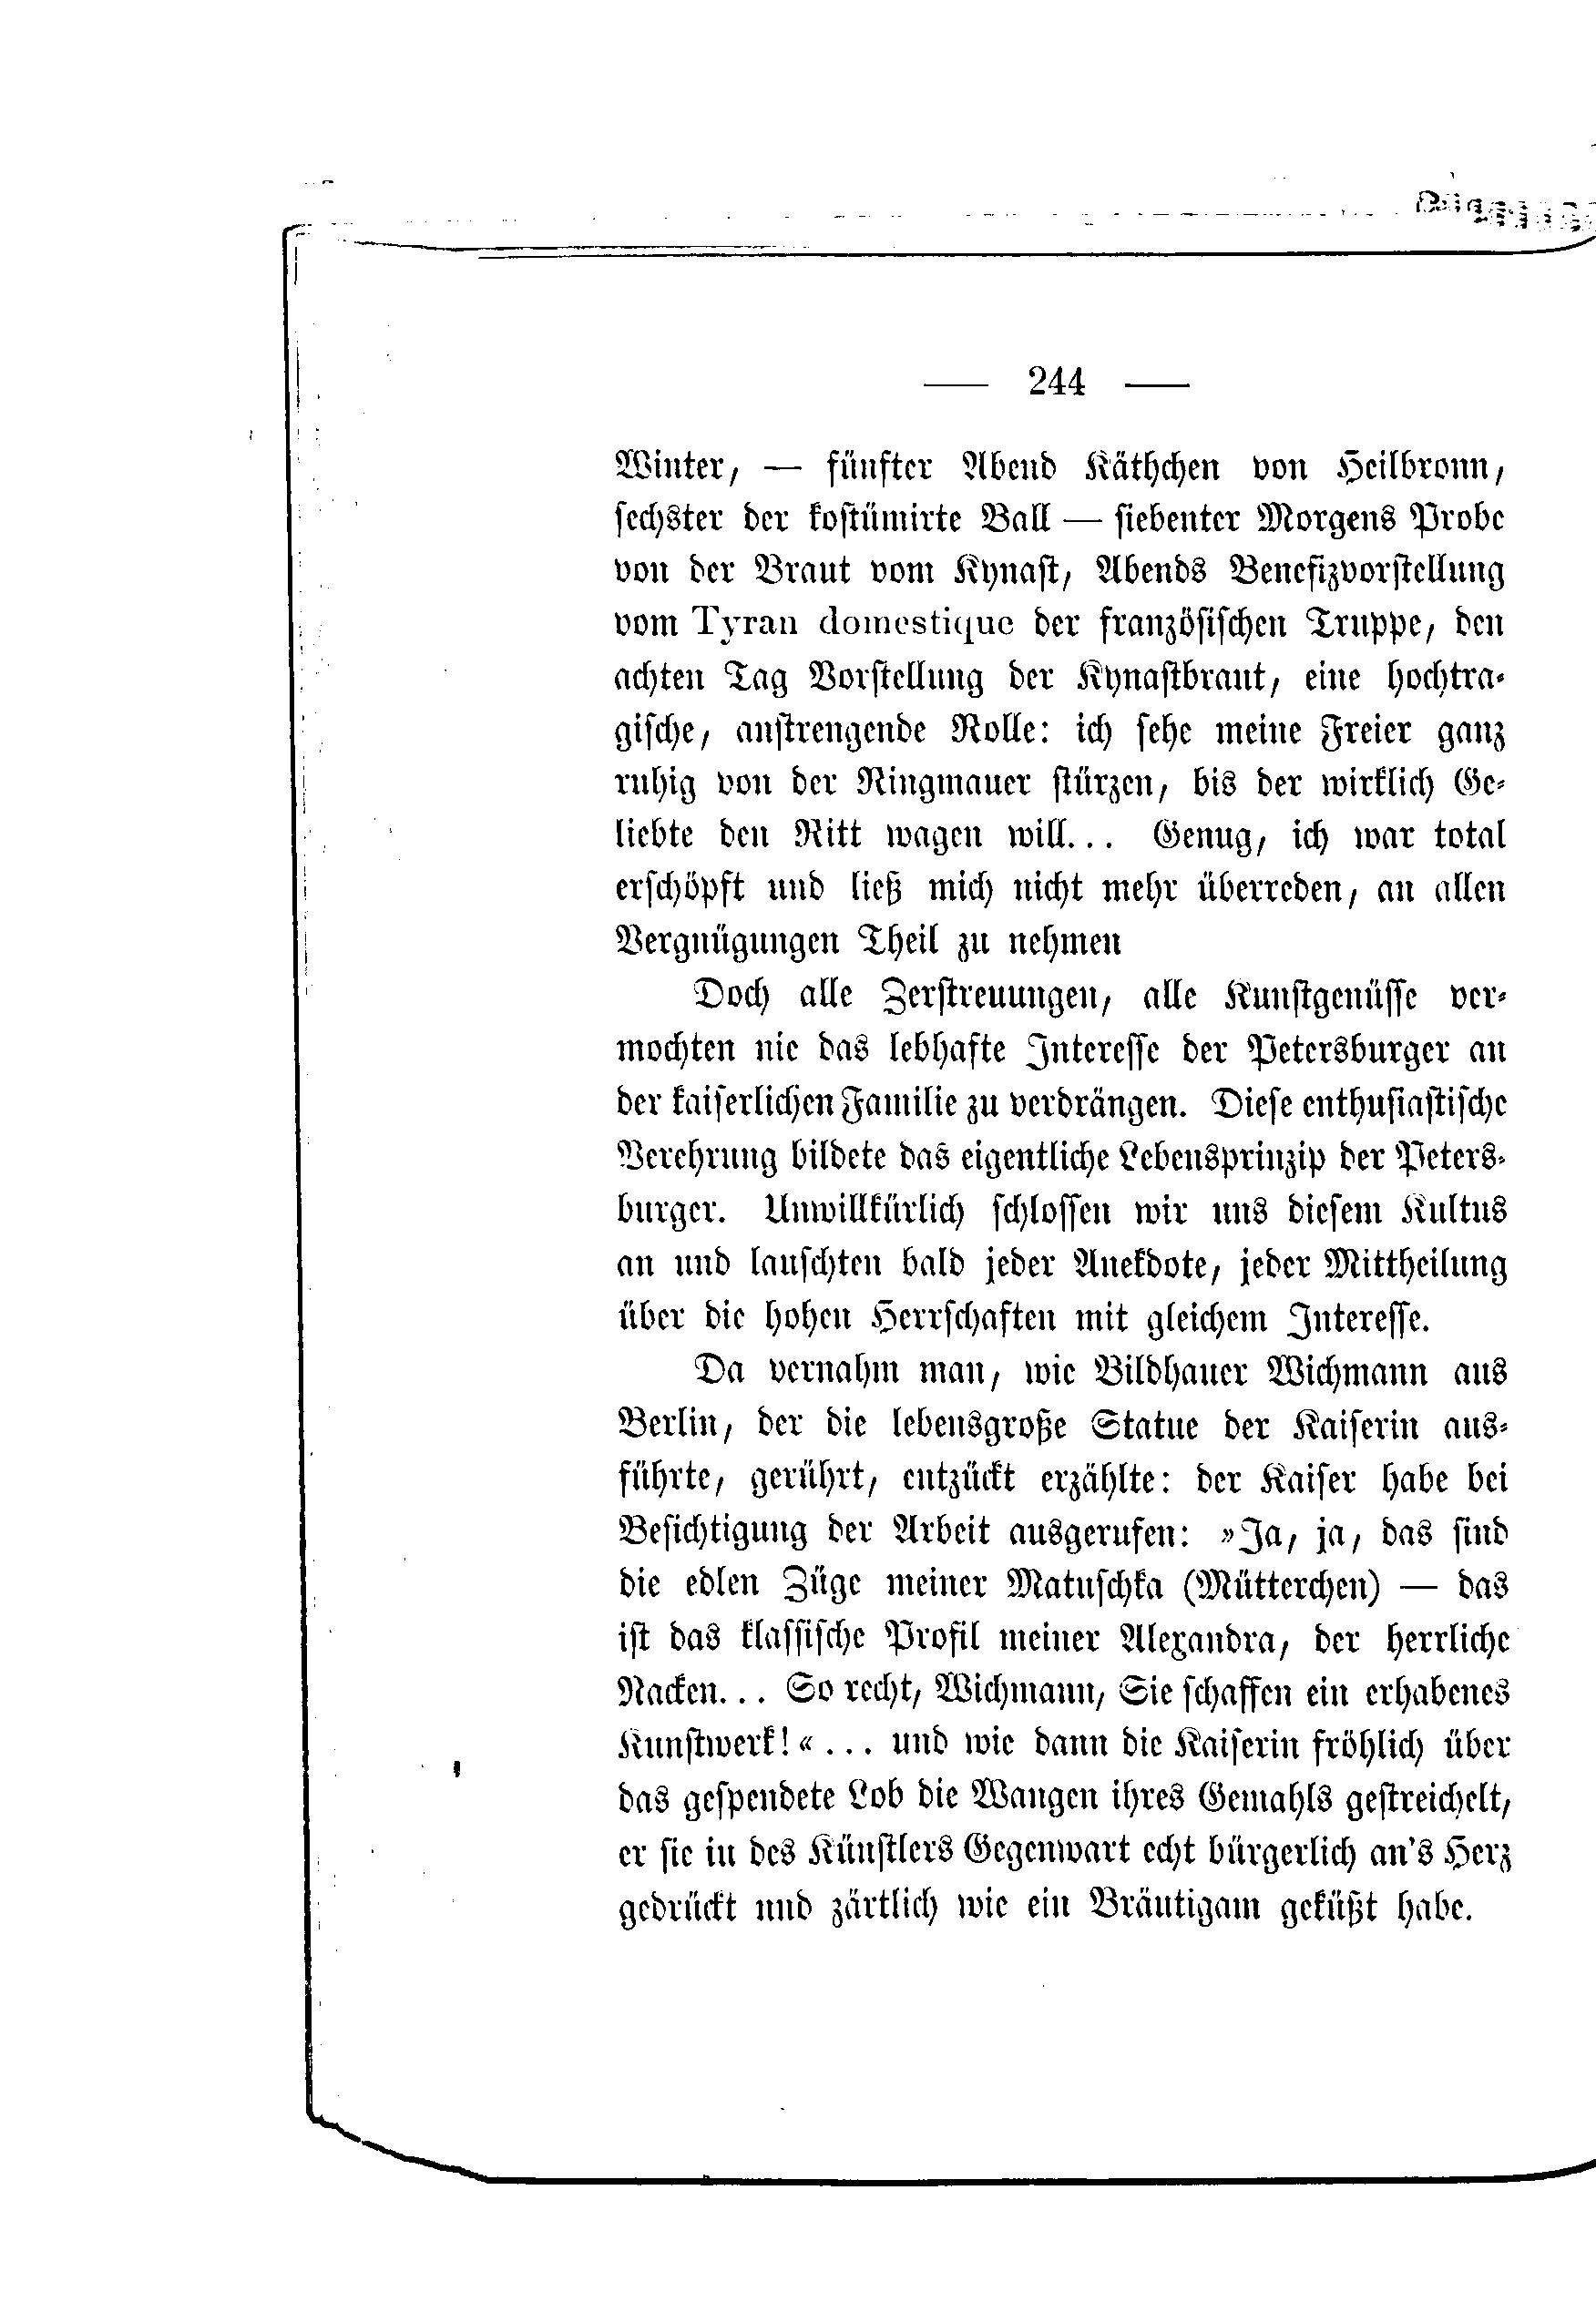 — 244 —
Winter, — fünfter Abend Käthchen von Heilbronn,
sechster der kostümirte Ball — siebenter Morgens Probe
von der Braut vom Kynast, Abends Benefizvorstellung
vom Tyran domestique der französischen Truppe, den
achten Tag Vorstellung der Kynastbraut, eine hochtra-
gische, anstrengende Rolle: ich sehe meine Freier ganz
ruhig von der Ringmauer stürzen, bis der wirklich Ge-
liebte den Ritt wagen will... Genug, ich war total
erschöpft und ließ mich nicht mehr überreden, an allen
Vergnügungen Theil zu nehmen
Doch alle Zerstreuungen, alle Kunstgenüsse ver-
mochten nie das lebhafte Interesse der Petersburger an
der kaiserlichen Familie zu verdrängen. Diese enthusiastische
Verehrung bildete das eigentliche Lebensprinzip der Peters-
burger. Unwillkürlich schlossen wir uns diesem Kultus
an und lauschten bald jeder Anekdote, jeder Mittheilung
über die hohen Herrschaften mit gleichem Interesse.
Da vernahm man, wie Bildhauer Wichmann aus
Berlin, der die lebensgroße Statue der Kaiserin aus-
führte, gerührt, entzückt erzählte: der Kaiser habe bei
Besichtigung der Arbeit ausgerufen: »Ja, ja, das sind
die edlen Züge meiner Matuschka (Mütterchen) — das
ist das klassische Profil meiner Alexandra, der herrliche
Nacken... So recht, Wichmann, Sie schaffen ein erhabenes
Kunstwerk!«... und wie dann die Kaiserin fröhlich über
das gespendete Lob die Wangen ihres Gemahls gestreichelt,
er sie in des Künstlers Gegenwart echt bürgerlich an's Herz
gedrückt und zärtlich wie ein Bräutigam geküßt habe.